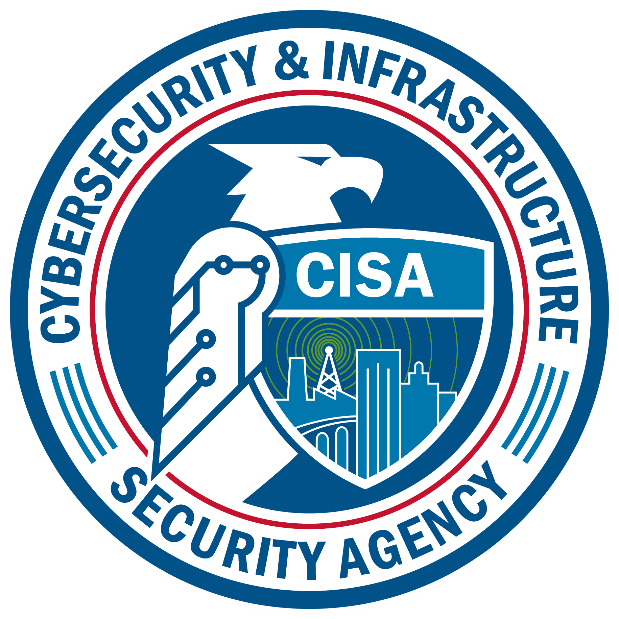 CYBERSECURITY & INFRASTRUCTURE
SECURITY AGENCY
CISA